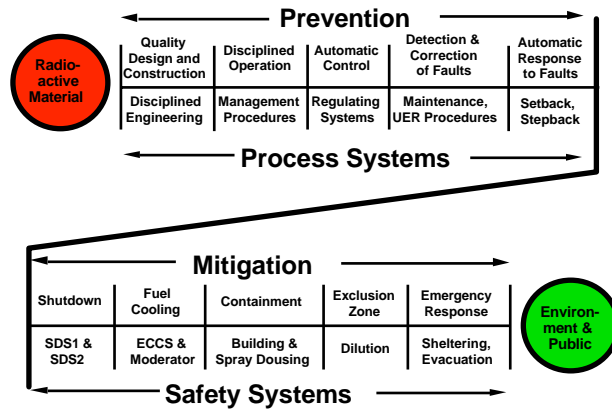 Prevention
Radio-
active
Material
Quality
Design and
Construction
Disciplined
Operation
Automatic
Control
Detection &
Correction
of Faults
Automatic
Response
to Faults
Disciplined
Engineering
Management
Procedures
Regulating
Systems
Maintenance,
UER Procedures
Setback,
Stepback
Process Systems
Mitigation
Shutdown
Fuel
Cooling
Containment
Exclusion
Zone
Emergency
Response
Environ-
ment &
Public
SDS1 &
SDS2
ECCS &
Moderator
Building &
Spray Dousing
Dilution
Sheltering,
Evacuation
Safety Systems